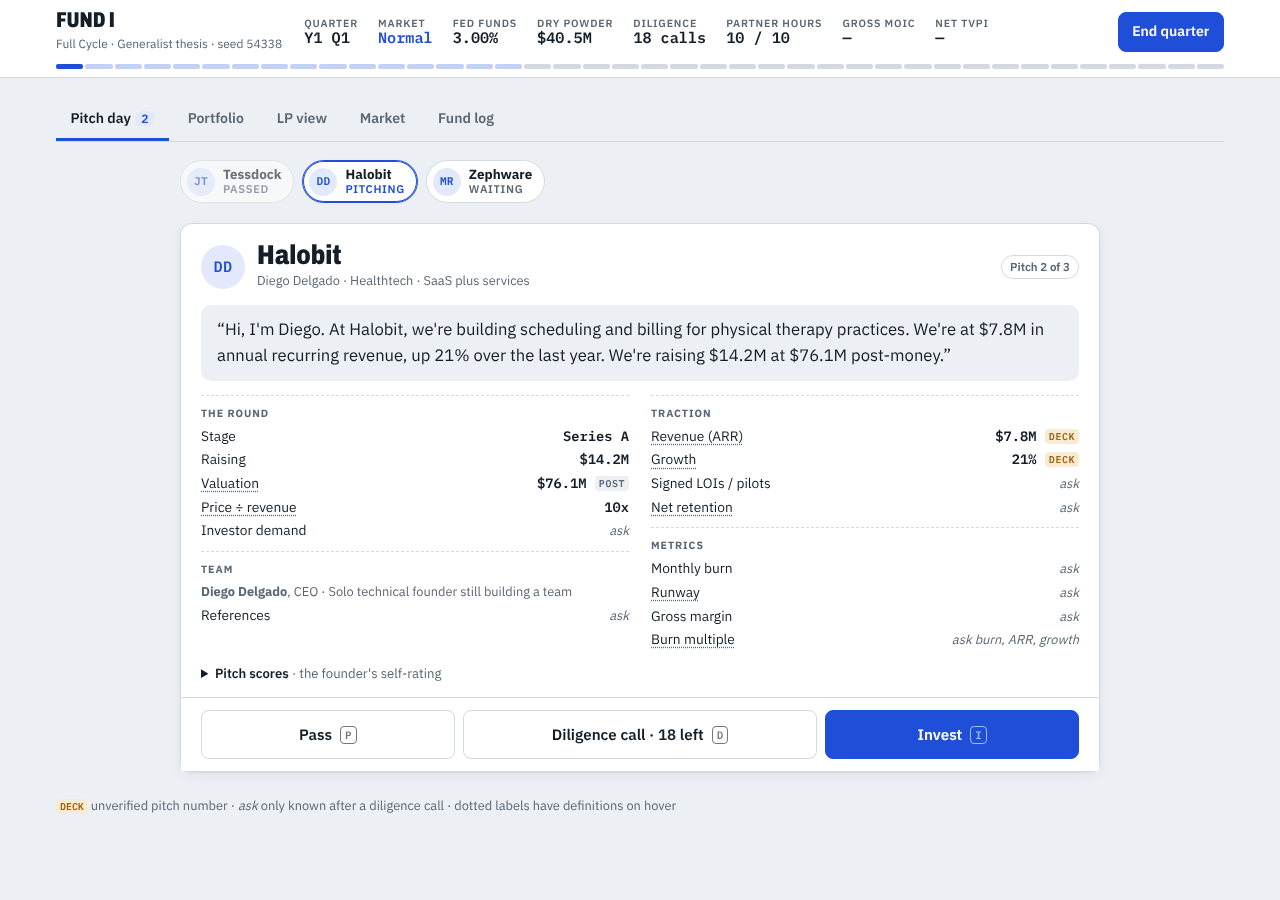 FUND I
Full Cycle · Generalist thesis · seed 54338
QUARTER
Y1 Q1
MARKET
Normal
FED FUNDS
3.00%
DRY POWDER
$40.5M
DILIGENCE
18 calls
PARTNER HOURS
10 / 10
GROSS MOIC
—
NET TVPI
—
End quarter
Pitch day 2
Portfolio
LP view
Market
Fund log
JT
Tessdock
PASSED
DD
Halobit
PITCHING
MR
Zephware
WAITING
DD
Halobit
Diego Delgado · Healthtech · SaaS plus services
Pitch 2 of 3
“Hi, I'm Diego. At Halobit, we're building scheduling and billing for physical therapy practices. We're at $7.8M in
annual recurring revenue, up 21% over the last year. We're raising $14.2M at $76.1M post-money.”
THE ROUND
Stage Series A
Raising $14.2M
Valuation $76.1M POST
Price ÷ revenue 10x
Investor demand ask
TEAM
Diego Delgado, CEO · Solo technical founder still building a team
References ask
TRACTION
Revenue (ARR) $7.8M DECK
Growth 21% DECK
Signed LOIs / pilots ask
Net retention ask
METRICS
Monthly burn ask
Runway ask
Gross margin ask
Burn multiple ask burn, ARR, growth
Pitch scores · the founder's self-rating
Pass P
Diligence call · 18 left D
Invest I
DECK unverified pitch number · ask only known after a diligence call · dotted labels have definitions on hover